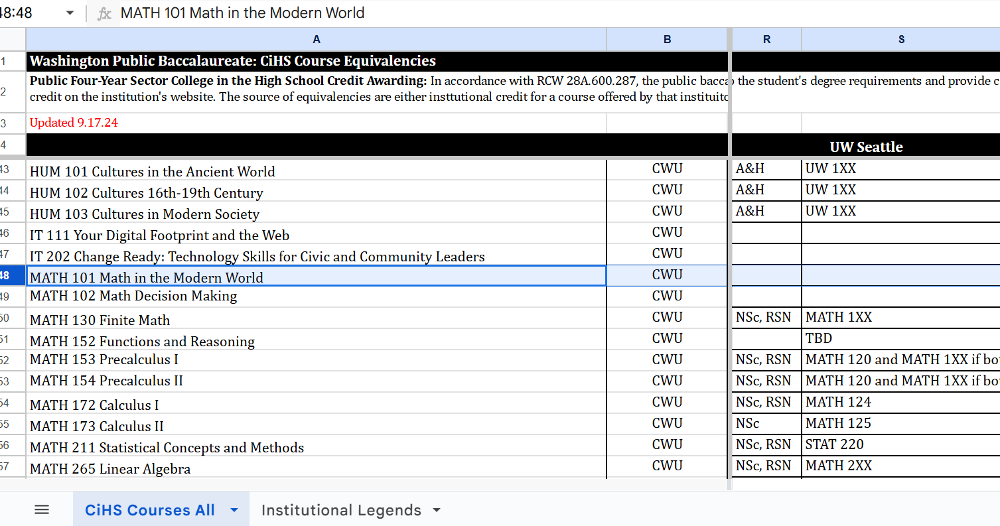 48:48 fx MATH 101 Math in the Modern World
A B R S
1 Washington Public Baccalaureate: CiHS Course Equivalencies
2 Public Four-Year Sector College in the High School Credit Awarding: In accordance with RCW 28A.600.287, the public bacca the student's degree requirements and provide c
credit on the institution's website. The source of equivalencies are either insttutional credit for a course offered by that instituitc
3 Updated 9.17.24
4 UW Seattle
43 HUM 101 Cultures in the Ancient World CWU A&H UW 1XX
44 HUM 102 Cultures 16th-19th Century CWU A&H UW 1XX
45 HUM 103 Cultures in Modern Society CWU A&H UW 1XX
46 IT 111 Your Digital Footprint and the Web CWU
47 IT 202 Change Ready: Technology Skills for Civic and Community Leaders CWU
48 MATH 101 Math in the Modern World CWU
49 MATH 102 Math Decision Making CWU
50 MATH 130 Finite Math CWU NSc, RSN MATH 1XX
51 MATH 152 Functions and Reasoning CWU TBD
52 MATH 153 Precalculus I CWU NSc, RSN MATH 120 and MATH 1XX if bo
53 MATH 154 Precalculus II CWU NSc, RSN MATH 120 and MATH 1XX if bo
54 MATH 172 Calculus I CWU NSc, RSN MATH 124
55 MATH 173 Calculus II CWU NSc MATH 125
56 MATH 211 Statistical Concepts and Methods CWU NSc, RSN STAT 220
57 MATH 265 Linear Algebra CWU NSc, RSN MATH 2XX
CiHS Courses All Institutional Legends